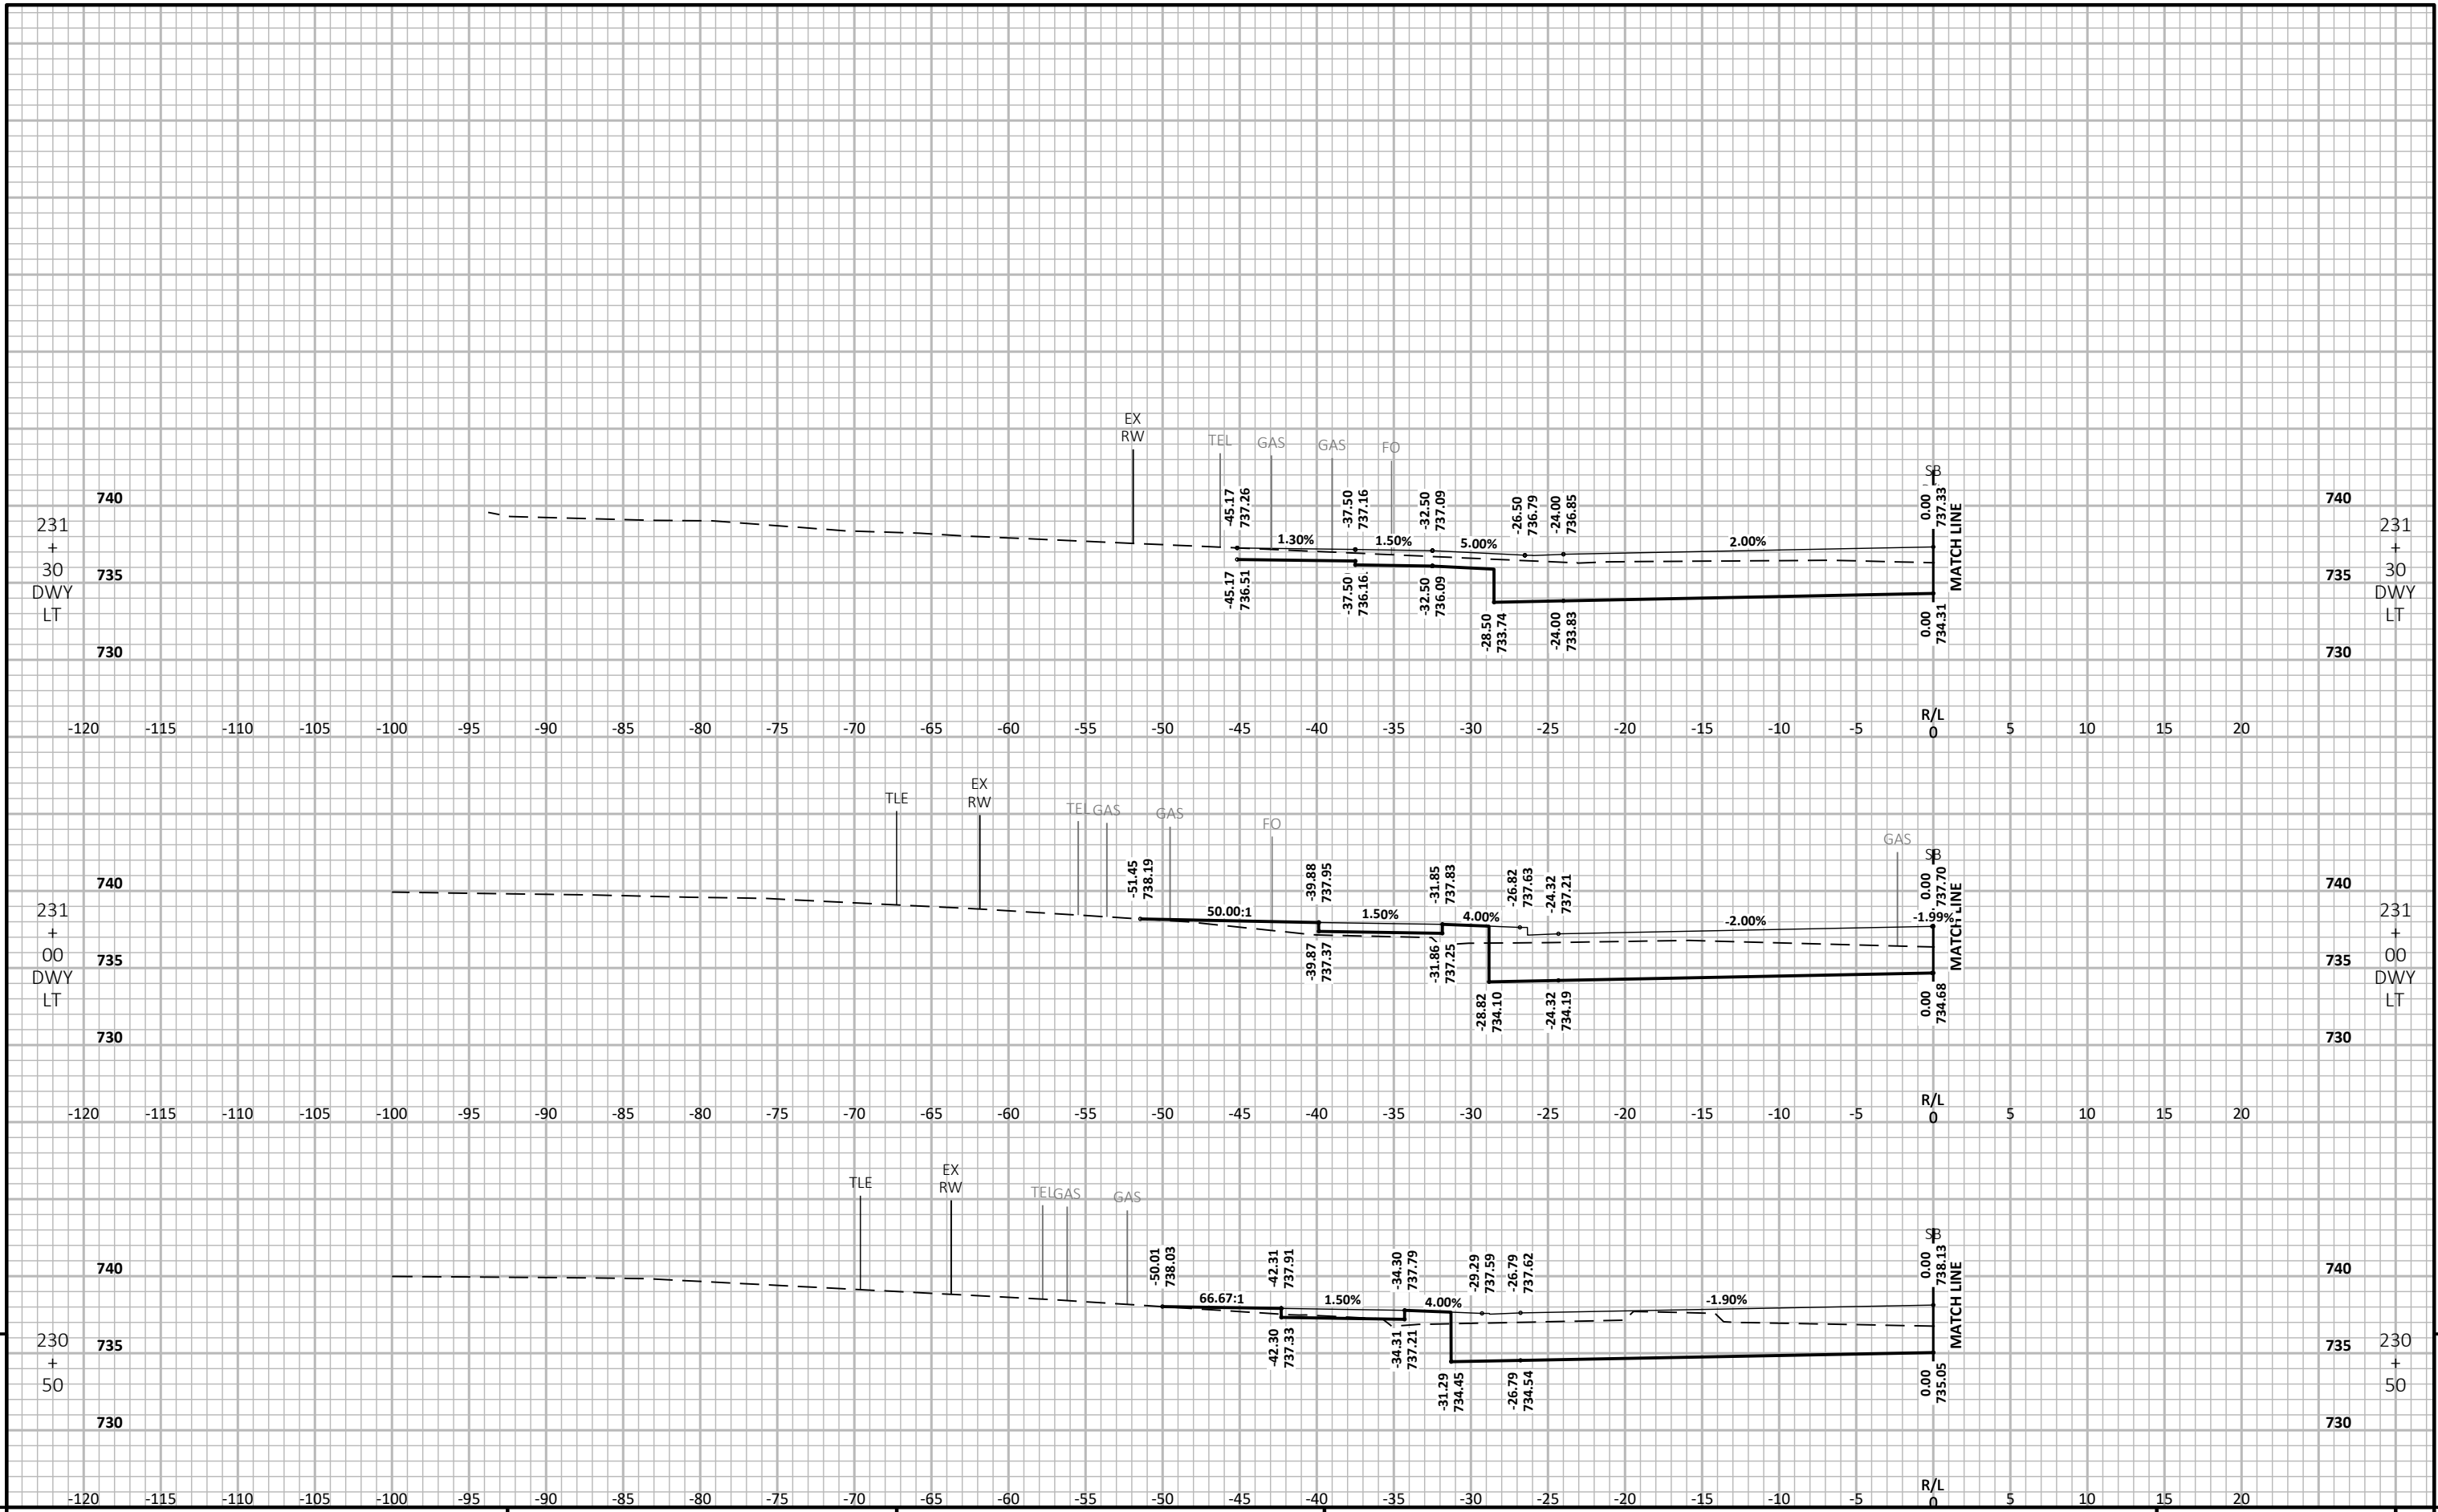 EX
RW
TEL
GAS
GAS
FO
SB
-45.17
737.26
-37.50
737.16
-32.50
737.09
-26.50
736.79
-24.00
736.85
0.00
737.33
MATCH LINE
740
740
231
+
30
DWY
LT
231
+
30
DWY
LT
1.30%
1.50%
5.00%
2.00%
735
735
-45.17
736.51
-37.50
736.16
-32.50
736.09
-28.50
733.74
-24.00
733.83
0.00
734.31
730
730
R/L
-120 -115 -110 -105 -100 -95 -90 -85 -80 -75 -70 -65 -60 -55 -50 -45 -40 -35 -30 -25 -20 -15 -10 -5 0 5 10 15 20
TLE
EX
RW
TEL
GAS
GAS
FO
GAS
SB
-51.45
738.19
-39.88
737.95
-31.85
737.83
-26.82
737.63
-24.32
737.21
0.00
737.70
MATCH LINE
740
740
231
+
00
DWY
LT
231
+
00
DWY
LT
50.00:1
1.50%
4.00%
-2.00%
-1.99%
735
735
-39.87
737.37
-31.86
737.25
-28.82
734.10
-24.32
734.19
0.00
734.68
730
730
R/L
-120 -115 -110 -105 -100 -95 -90 -85 -80 -75 -70 -65 -60 -55 -50 -45 -40 -35 -30 -25 -20 -15 -10 -5 0 5 10 15 20
TLE
EX
RW
TEL
GAS
GAS
SB
-50.01
738.03
-42.31
737.91
-34.30
737.79
-29.29
737.59
-26.79
737.62
0.00
738.13
MATCH LINE
740
740
66.67:1
1.50%
4.00%
-1.90%
230
+
50
230
+
50
735
735
-42.30
737.33
-34.31
737.21
-31.29
734.45
-26.79
734.54
0.00
735.05
730
730
R/L
-120 -115 -110 -105 -100 -95 -90 -85 -80 -75 -70 -65 -60 -55 -50 -45 -40 -35 -30 -25 -20 -15 -10 -5 0 5 10 15 20